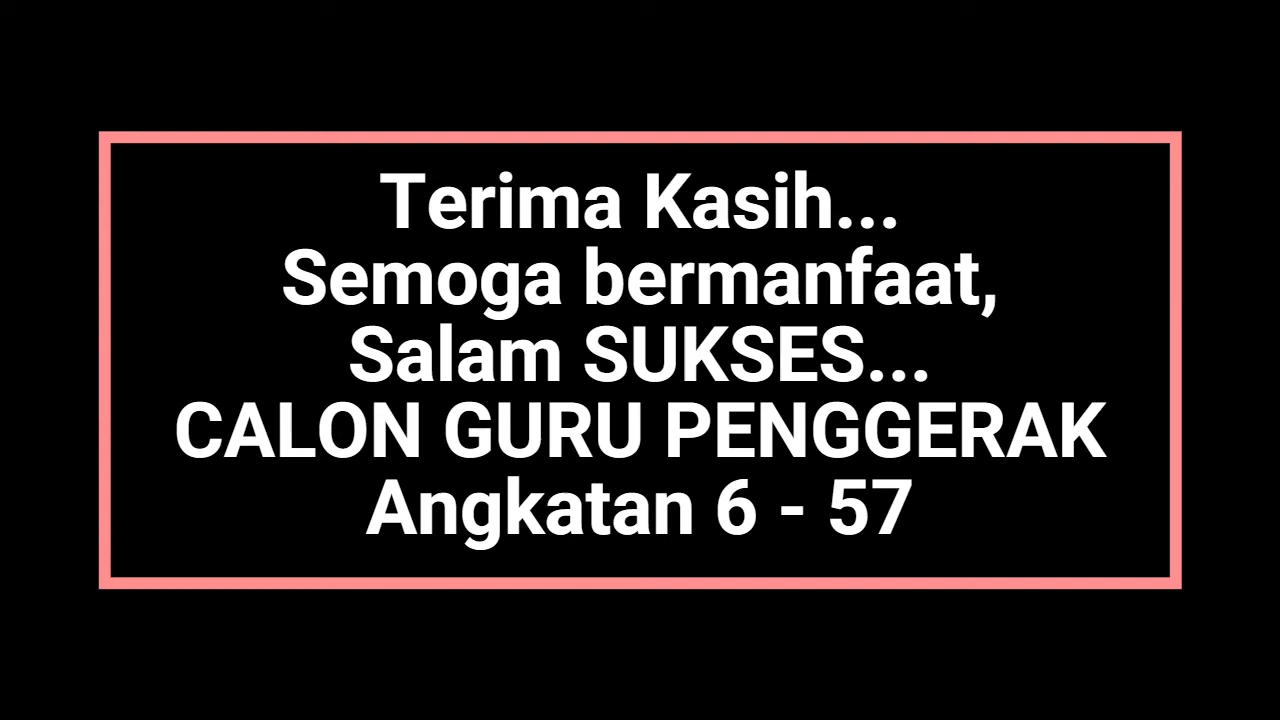 Terima Kasih...
Semoga bermanfaat,
Salam SUKSES...
CALON GURU PENGGERAK
Angkatan 6 - 57